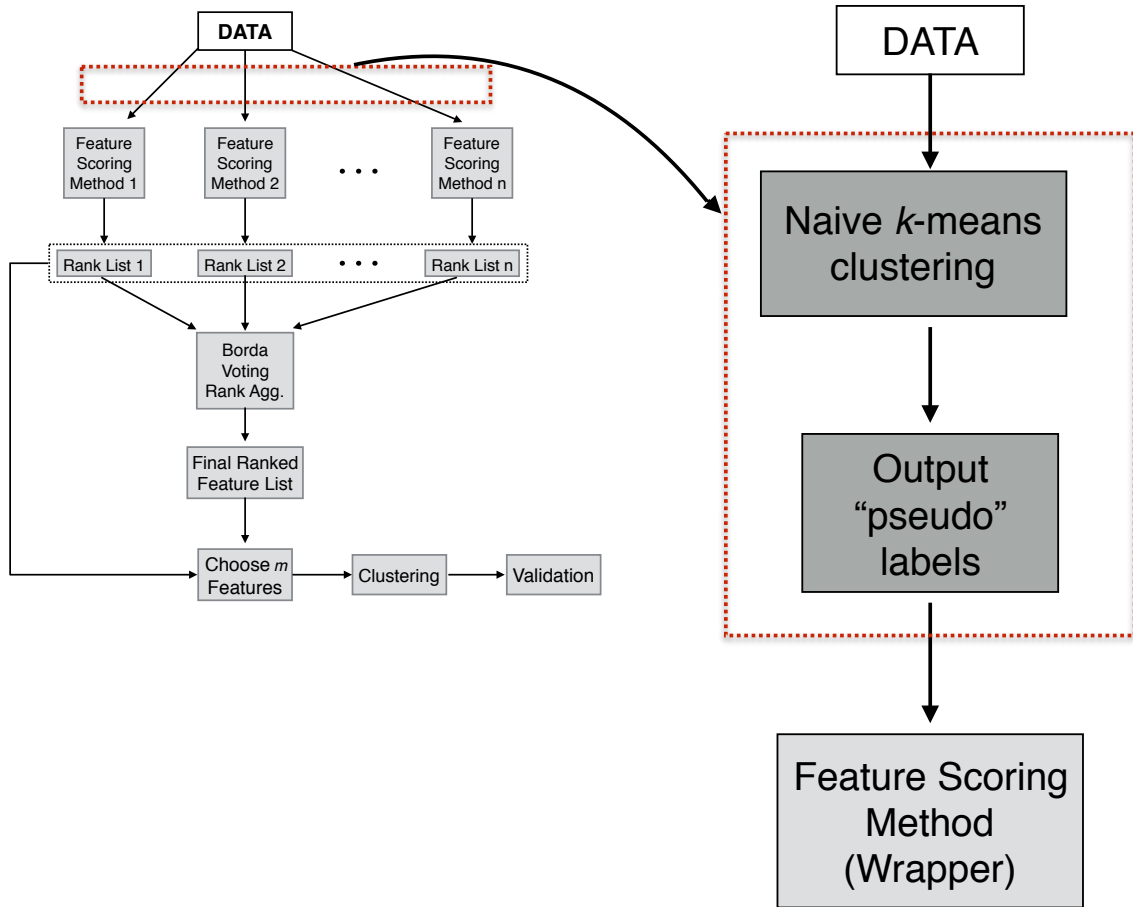 DATA
Feature
Scoring
Method 1
Feature
Scoring
Method 2
• • •
Feature
Scoring
Method n
Rank List 1
Rank List 2
• • •
Rank List n
Borda
Voting
Rank Agg.
Final Ranked
Feature List
Choose m
Features
Clustering
Validation
DATA
Naive k-means
clustering
Output
“pseudo”
labels
Feature Scoring
Method
(Wrapper)